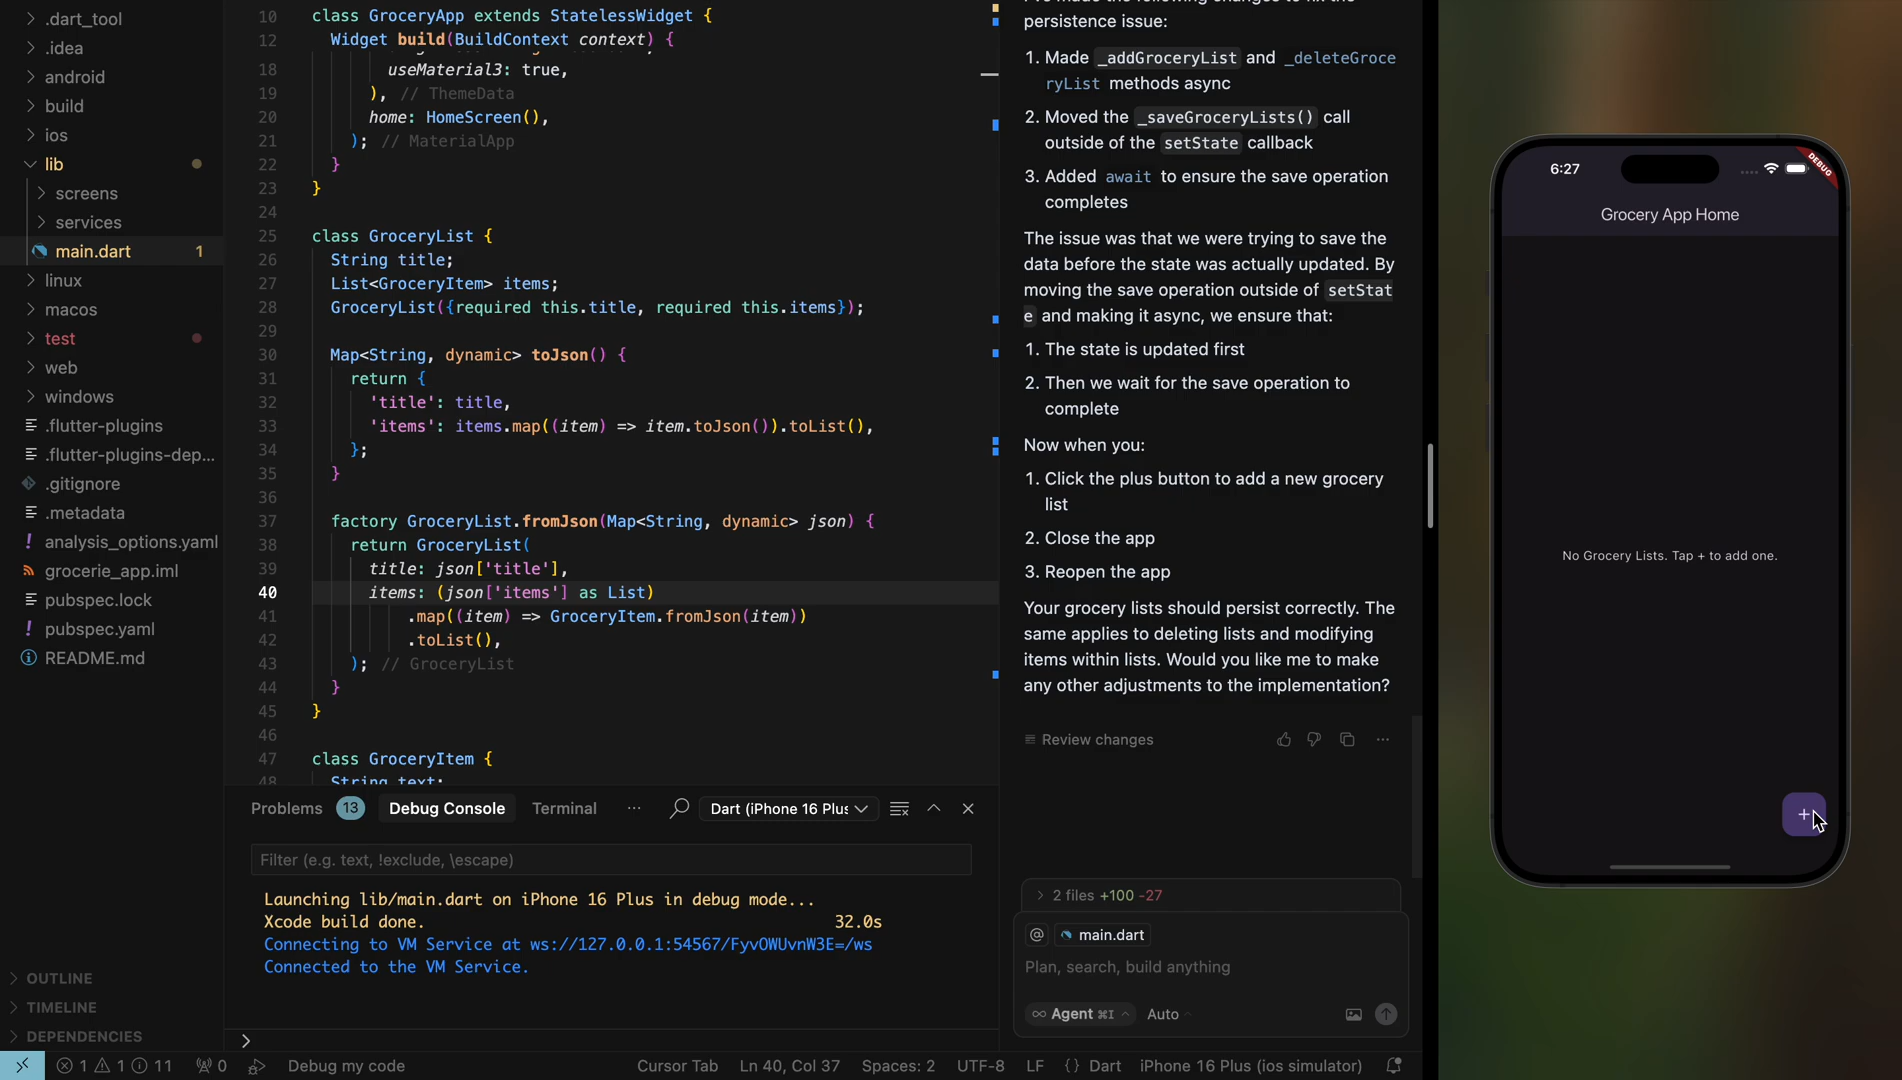 .dart_tool
.idea
android
build
ios
lib
screens
services
main.dart 1
linux
macos
test
web
windows
.flutter-plugins
.flutter-plugins-dep...
.gitignore
.metadata
! analysis_options.yaml
grocerie_app.iml
pubspec.lock
! pubspec.yaml
README.md
OUTLINE
TIMELINE
DEPENDENCIES
10 class GroceryApp extends StatelessWidget {
12 Widget build(BuildContext context) {
18 useMaterial3: true,
19 ), // ThemeData
20 home: HomeScreen(),
21 ); // MaterialApp
22 }
23 }
24
25 class GroceryList {
26 String title;
27 List<GroceryItem> items;
28 GroceryList({required this.title, required this.items});
29
30 Map<String, dynamic> toJson() {
31 return {
32 'title': title,
33 'items': items.map((item) => item.toJson()).toList(),
34 };
35 }
36
37 factory GroceryList.fromJson(Map<String, dynamic> json) {
38 return GroceryList(
39 title: json['title'],
40 items: (json['items'] as List)
41 .map((item) => GroceryItem.fromJson(item))
42 .toList(),
43 ); // GroceryList
44 }
45 }
46
47 class GroceryItem {
48 String text;
Problems 13 Debug Console Terminal ... Dart (iPhone 16 Plus
Filter (e.g. text, !exclude, \escape)
Launching lib/main.dart on iPhone 16 Plus in debug mode...
Xcode build done. 32.0s
Connecting to VM Service at ws://127.0.0.1:54567/FyvOWUvnW3E=/ws
Connected to the VM Service.
persistence issue:
1. Made _addGroceryList and _deleteGroce
ryList methods async
2. Moved the _saveGroceryLists() call
outside of the setState callback
3. Added await to ensure the save operation
completes
The issue was that we were trying to save the
data before the state was actually updated. By
moving the save operation outside of setStat
e and making it async, we ensure that:
1. The state is updated first
2. Then we wait for the save operation to
complete
Now when you:
1. Click the plus button to add a new grocery
list
2. Close the app
3. Reopen the app
Your grocery lists should persist correctly. The
same applies to deleting lists and modifying
items within lists. Would you like me to make
any other adjustments to the implementation?
Review changes
2 files +100 -27
@ main.dart
Plan, search, build anything
Agent ⌘I Auto
6:27
DEBUG
Grocery App Home
No Grocery Lists. Tap + to add one.
+
1 1 11 0 Debug my code Cursor Tab Ln 40, Col 37 Spaces: 2 UTF-8 LF {} Dart iPhone 16 Plus (ios simulator)